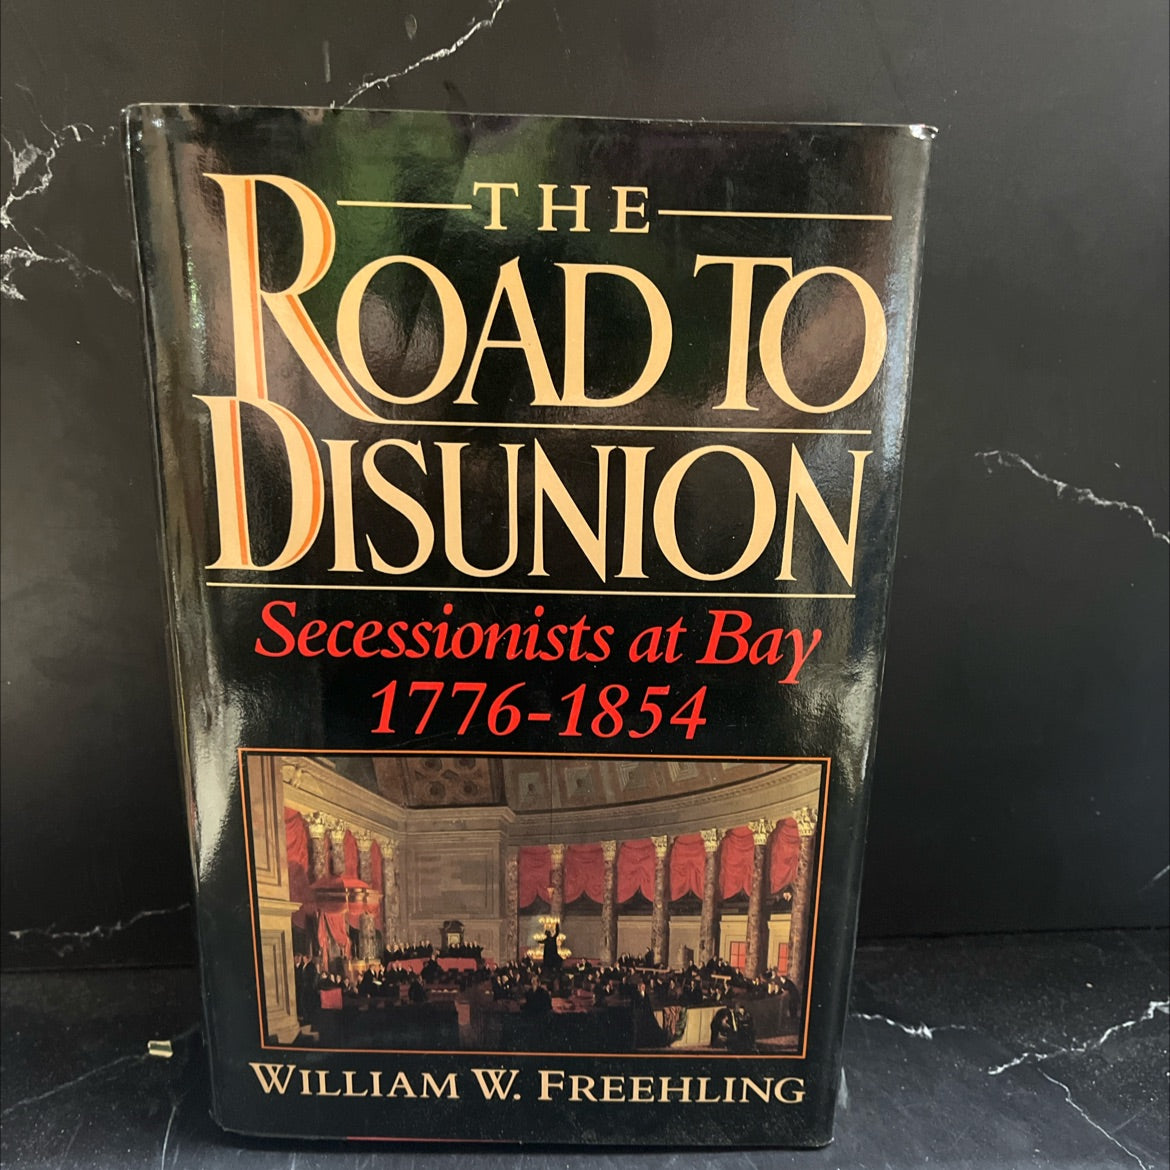 THE
ROAD TO
DISUNION
Secessionists at Bay
1776-1854
WILLIAM W. FREEHLING